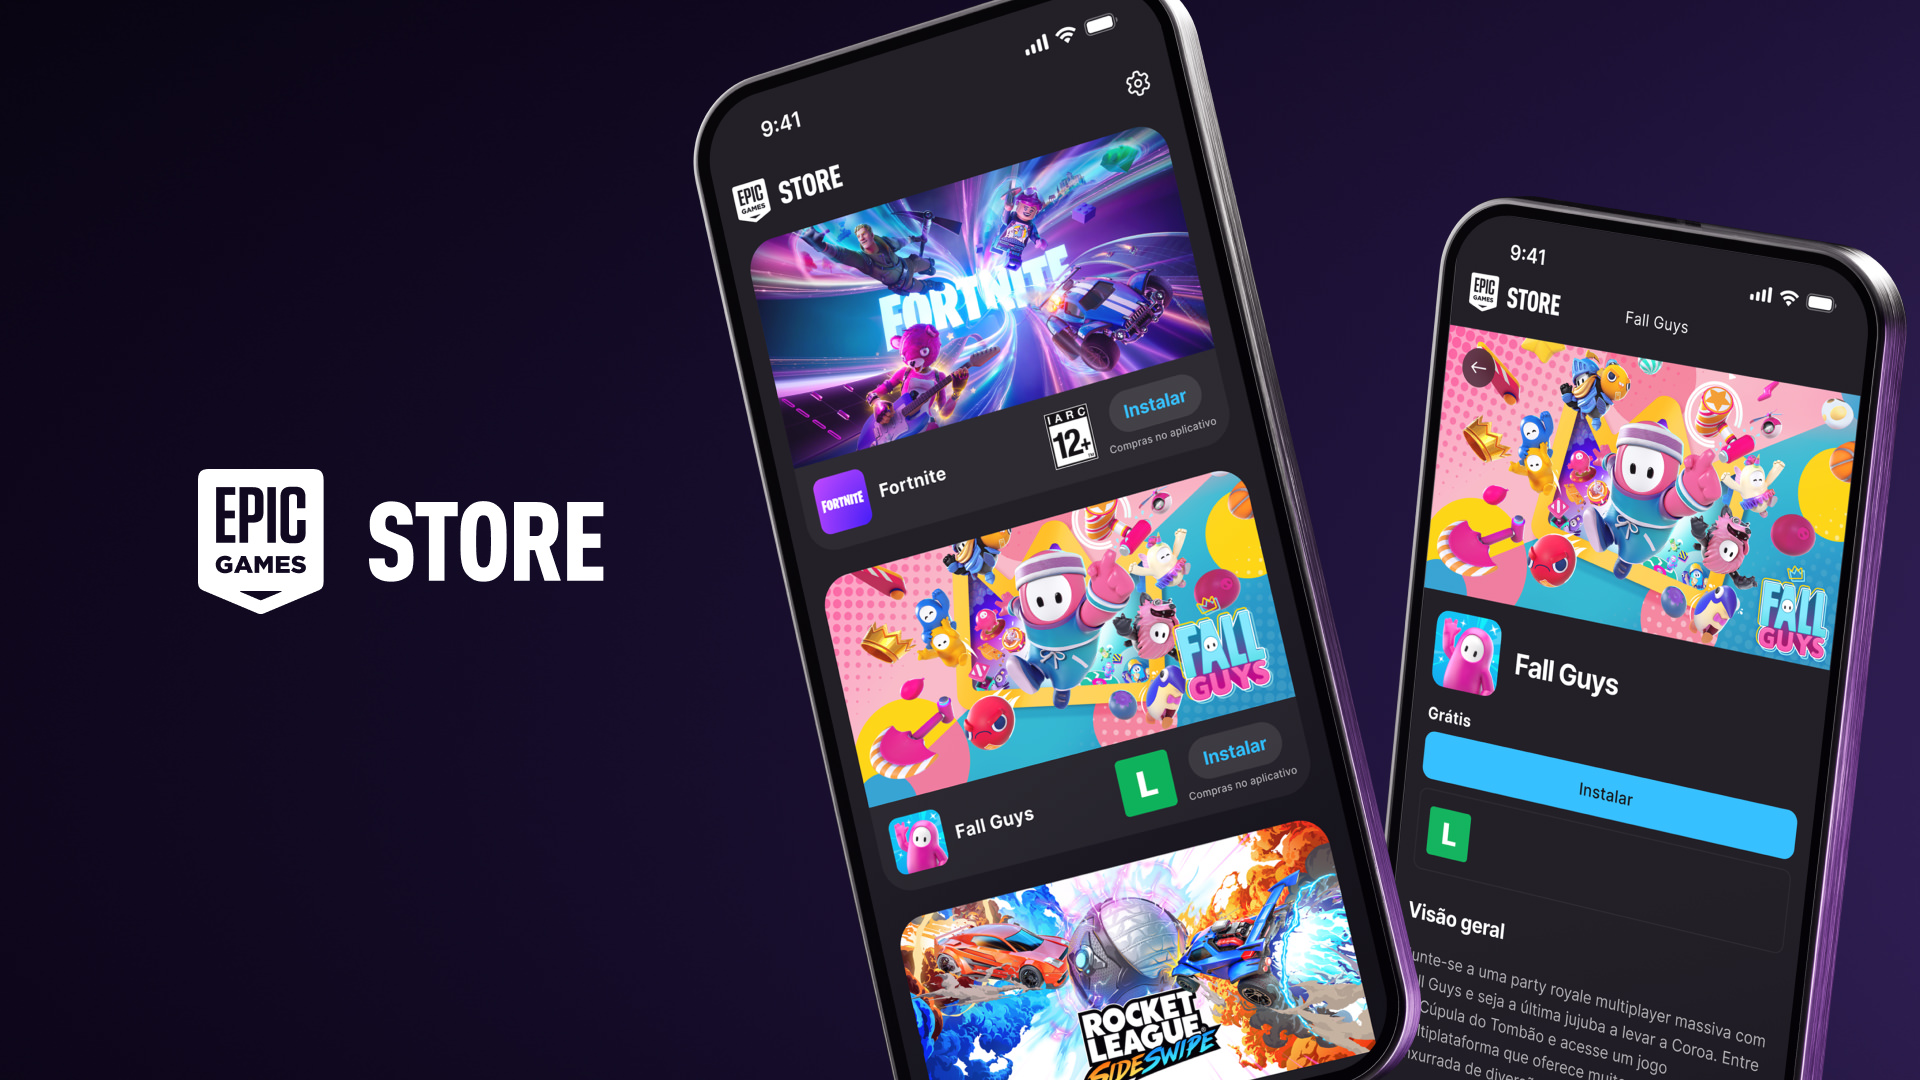 EPIC
GAMES
STORE
9:41
EPIC
GAMES
STORE
FORTNITE
FORTNITE
Fortnite
IARC
12+
Instalar
Compras no aplicativo
FALL
GUYS
Fall Guys
L
Instalar
Compras no aplicativo
ROCKET
LEAGUE
SIDESWIPE
9:41
EPIC
GAMES
STORE
Fall Guys
FALL
GUYS
Fall Guys
Grátis
Instalar
L
Visão geral
unte-se a uma party royale multiplayer massiva com
ll Guys e seja a última jujuba a levar a Coroa. Entre
Cúpula do Tombão e acesse um jogo
ltiplataforma que oferece
xurrada de